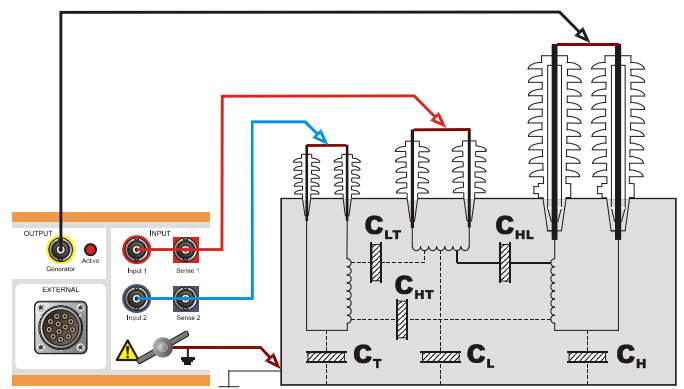 OUTPUT
INPUT
Generator
Active
Input 1
Sense 1
EXTERNAL
Input 2
Sense 2
CLT
CHL
CHT
CT
CL
CH